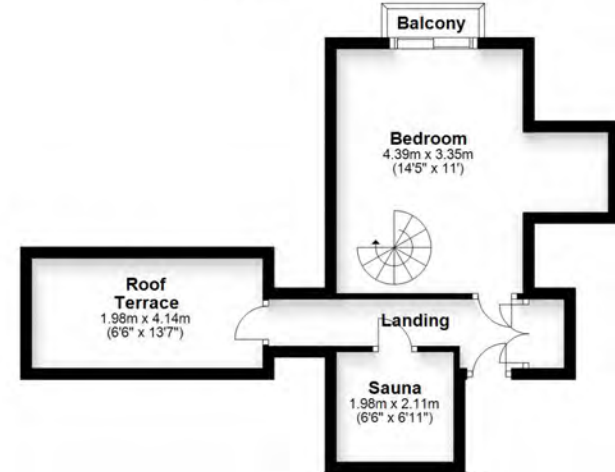 Balcony
Bedroom
4.39m x 3.35m
(14'5" x 11')
Roof
Terrace
1.98m x 4.14m
(6'6" x 13'7")
Landing
Sauna
1.98m x 2.11m
(6'6" x 6'11")